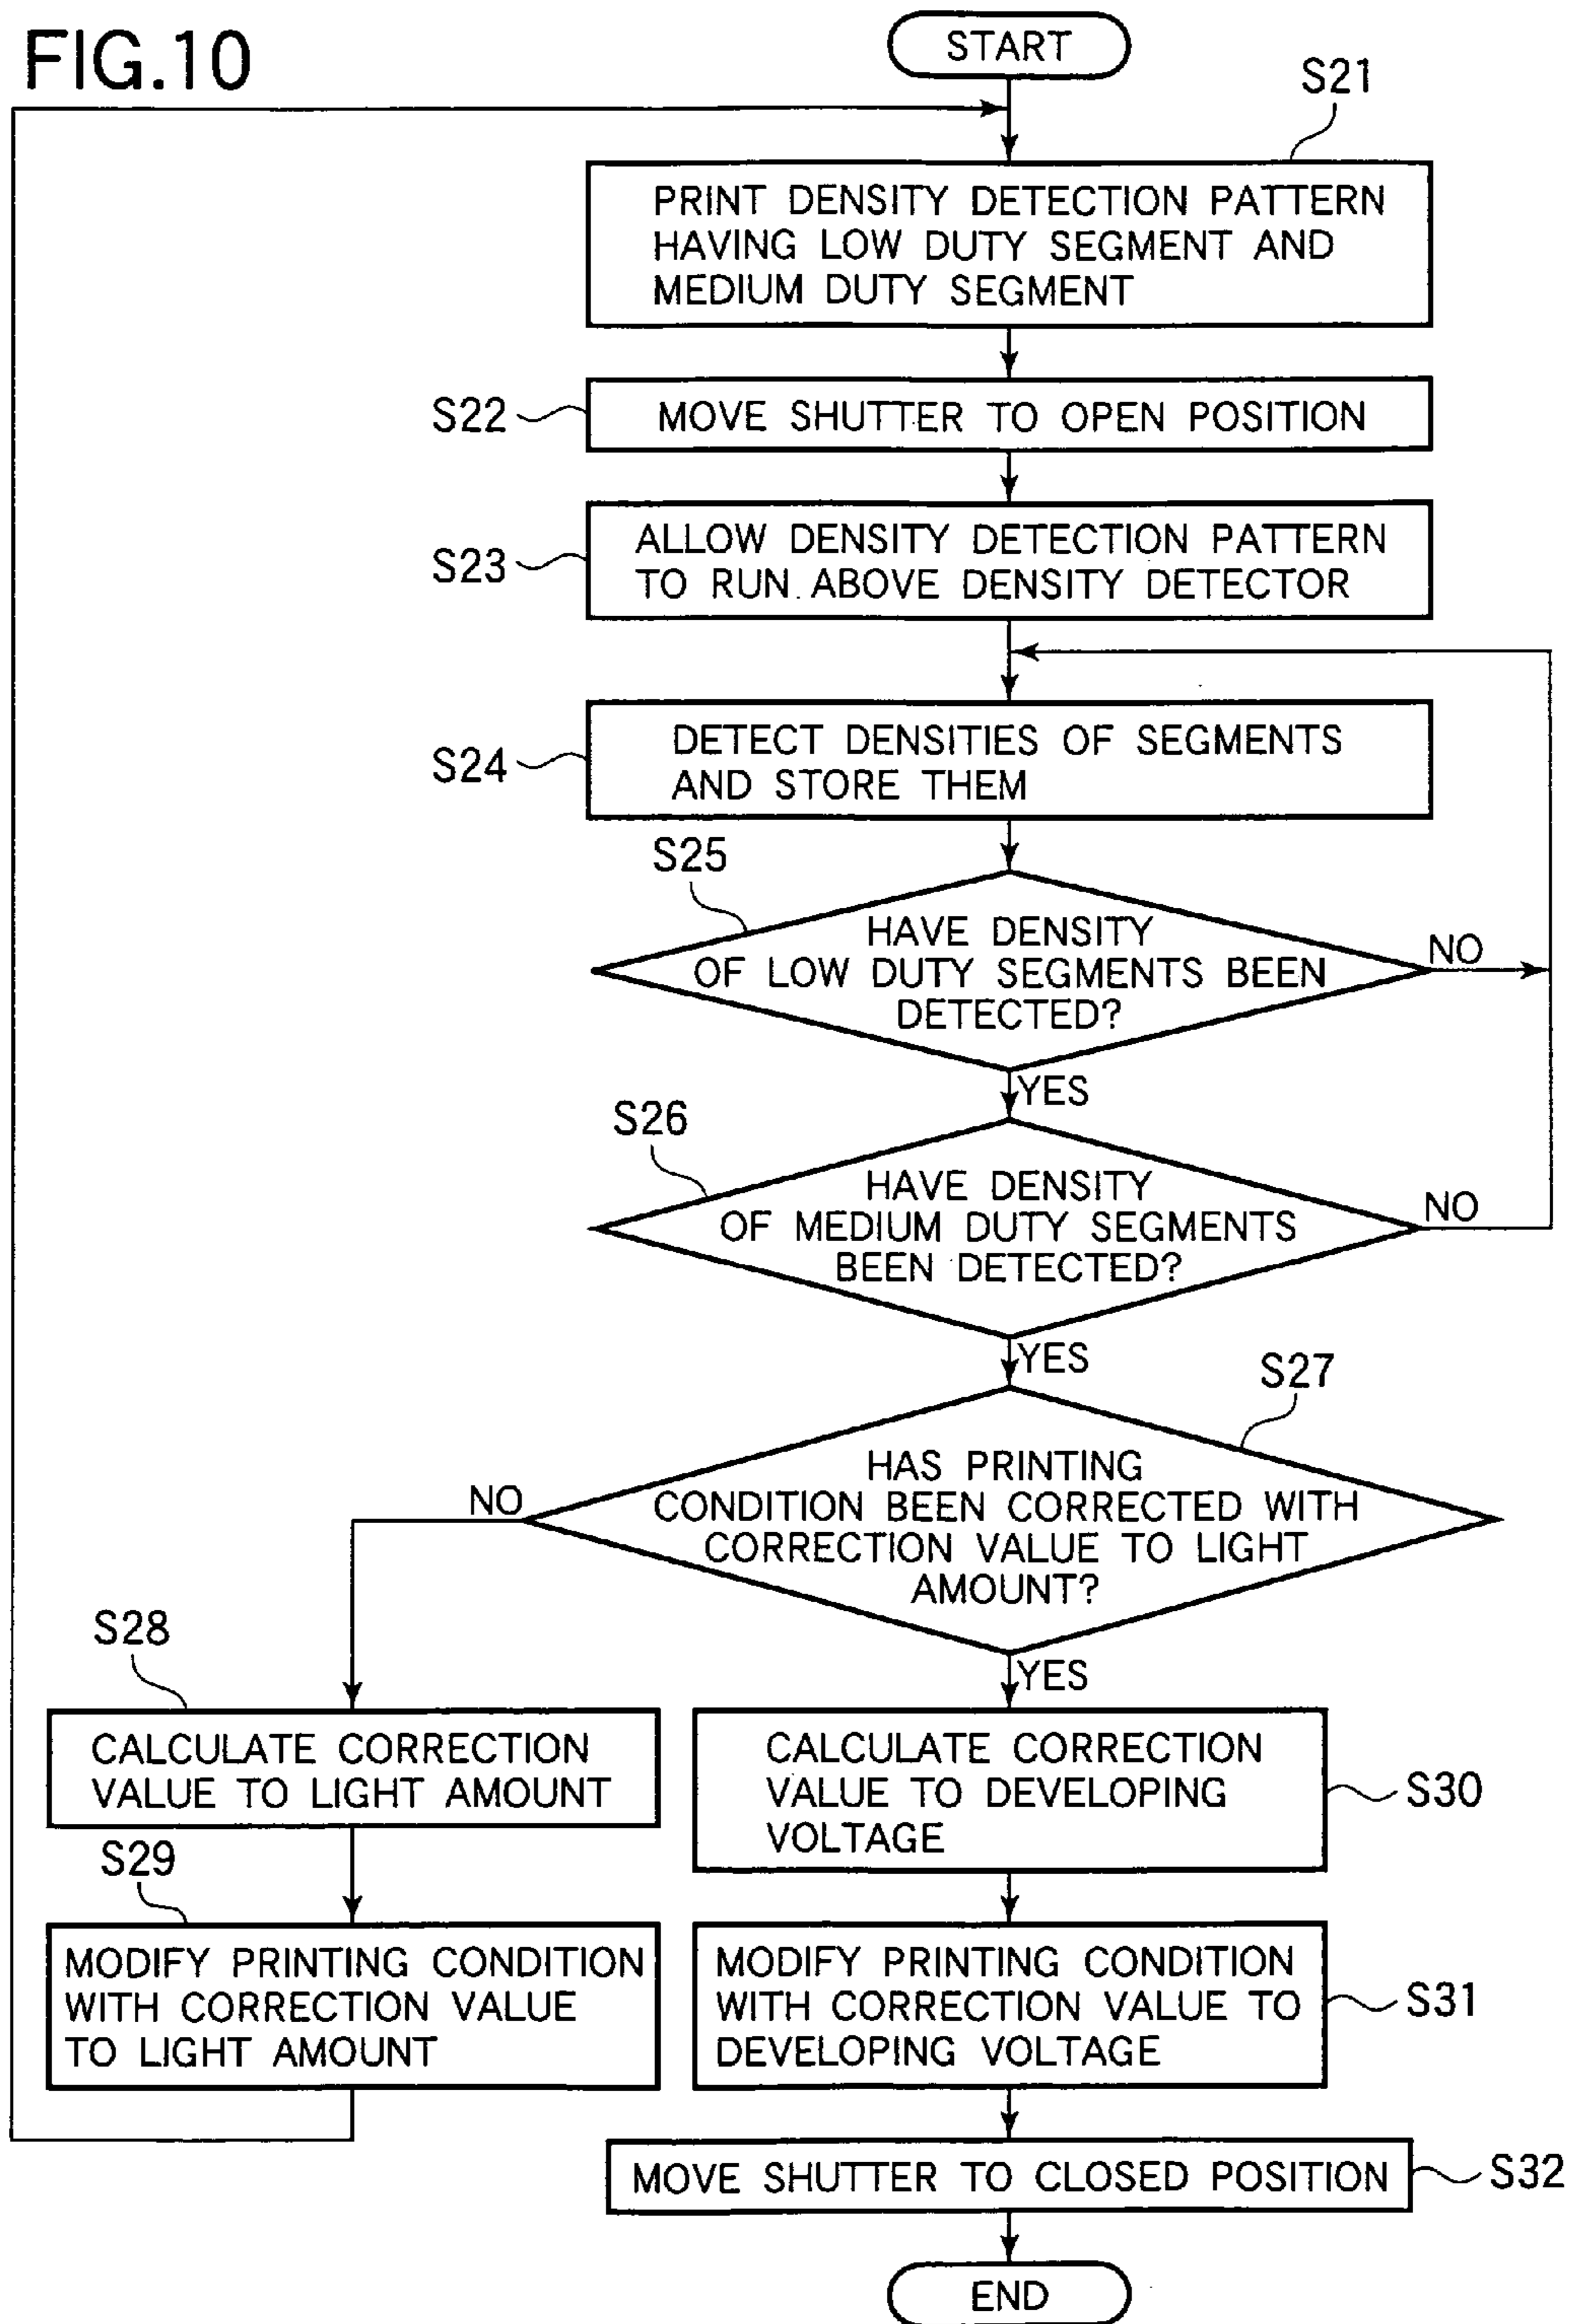 FIG.10
START
S21
PRINT DENSITY DETECTION PATTERN
HAVING LOW DUTY SEGMENT AND
MEDIUM DUTY SEGMENT
S22
MOVE SHUTTER TO OPEN POSITION
S23
ALLOW DENSITY DETECTION PATTERN
TO RUN ABOVE DENSITY DETECTOR
S24
DETECT DENSITIES OF SEGMENTS
AND STORE THEM
S25
HAVE DENSITY
OF LOW DUTY SEGMENTS BEEN
DETECTED?
NO
YES
S26
HAVE DENSITY
OF MEDIUM DUTY SEGMENTS
BEEN DETECTED?
NO
YES
S27
HAS PRINTING
CONDITION BEEN CORRECTED WITH
CORRECTION VALUE TO LIGHT
AMOUNT?
NO
YES
S28
CALCULATE CORRECTION
VALUE TO LIGHT AMOUNT
S29
MODIFY PRINTING CONDITION
WITH CORRECTION VALUE
TO LIGHT AMOUNT
CALCULATE CORRECTION
VALUE TO DEVELOPING
VOLTAGE
S30
MODIFY PRINTING CONDITION
WITH CORRECTION VALUE TO
DEVELOPING VOLTAGE
S31
MOVE SHUTTER TO CLOSED POSITION
S32
END